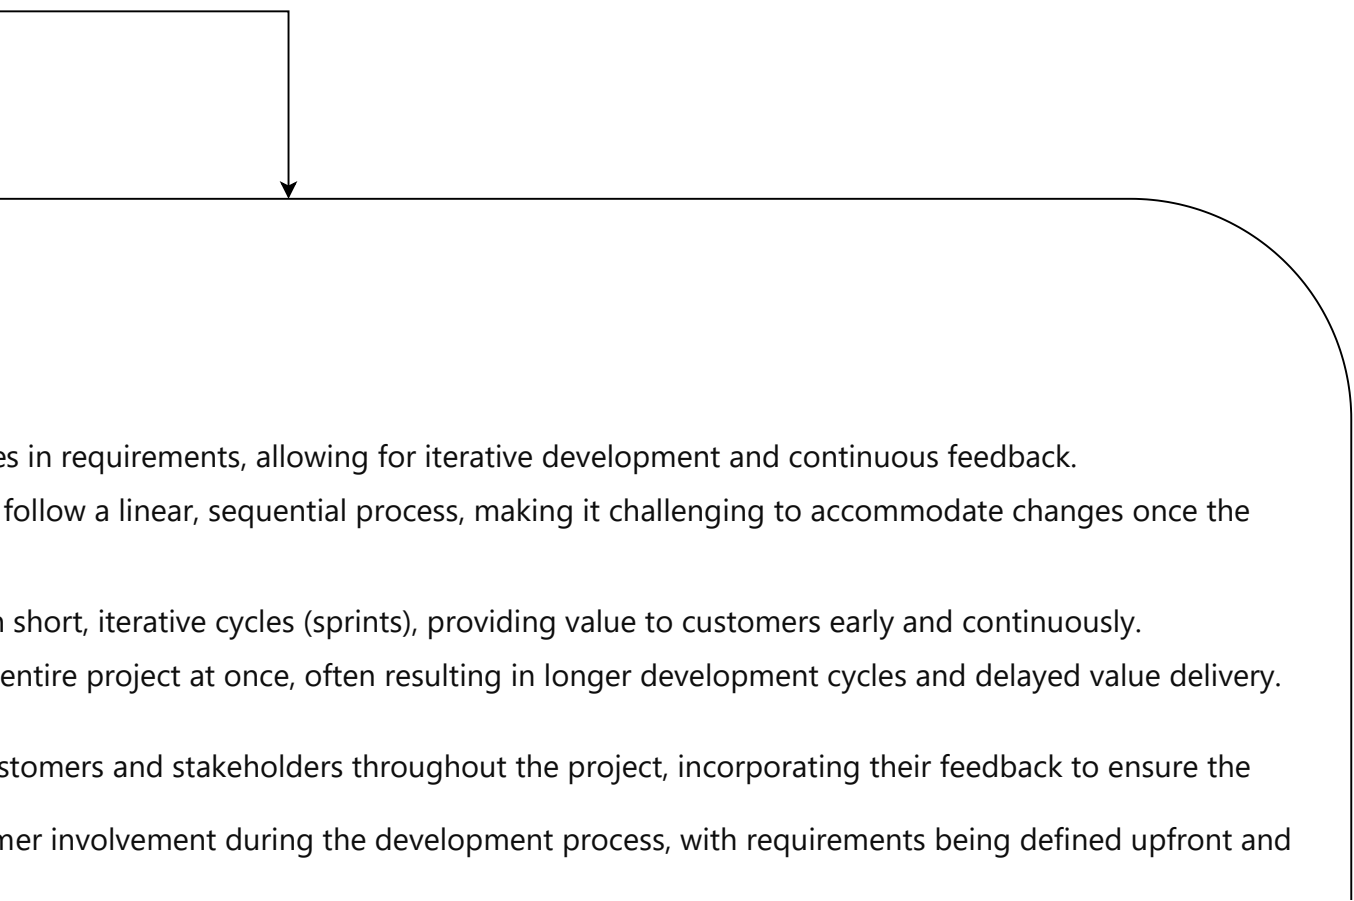 es in requirements, allowing for iterative development and continuous feedback.
follow a linear, sequential process, making it challenging to accommodate changes once the
short, iterative cycles (sprints), providing value to customers early and continuously.
entire project at once, often resulting in longer development cycles and delayed value delivery.
stomers and stakeholders throughout the project, incorporating their feedback to ensure the
mer involvement during the development process, with requirements being defined upfront and